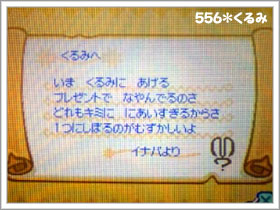 556*くるみ
くるみへ
いま くるみに あげる
プレゼントで なやんでるのさ
どれもキミに にあいすぎるからさ
1つにしぼるのがむずかしいよ
イナバより